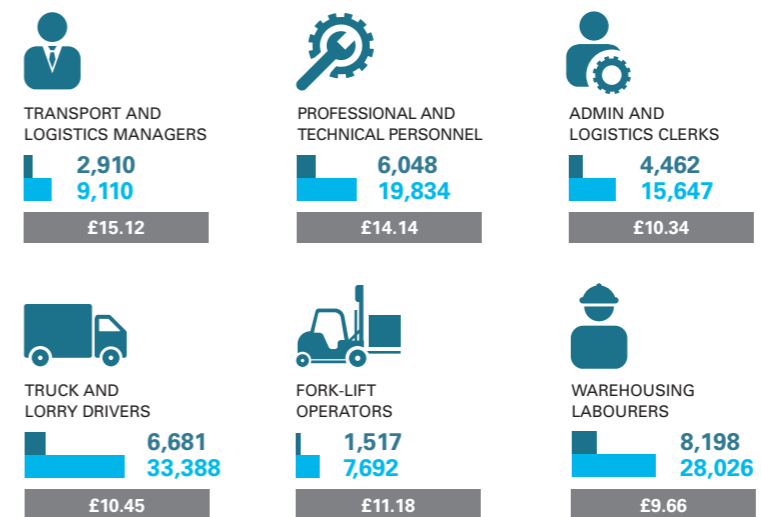 TRANSPORT AND
LOGISTICS MANAGERS
2,910
9,110
£15.12
PROFESSIONAL AND
TECHNICAL PERSONNEL
6,048
19,834
£14.14
ADMIN AND
LOGISTICS CLERKS
4,462
15,647
£10.34
TRUCK AND
LORRY DRIVERS
6,681
33,388
£10.45
FORK-LIFT
OPERATORS
1,517
7,692
£11.18
WAREHOUSING
LABOURERS
8,198
28,026
£9.66